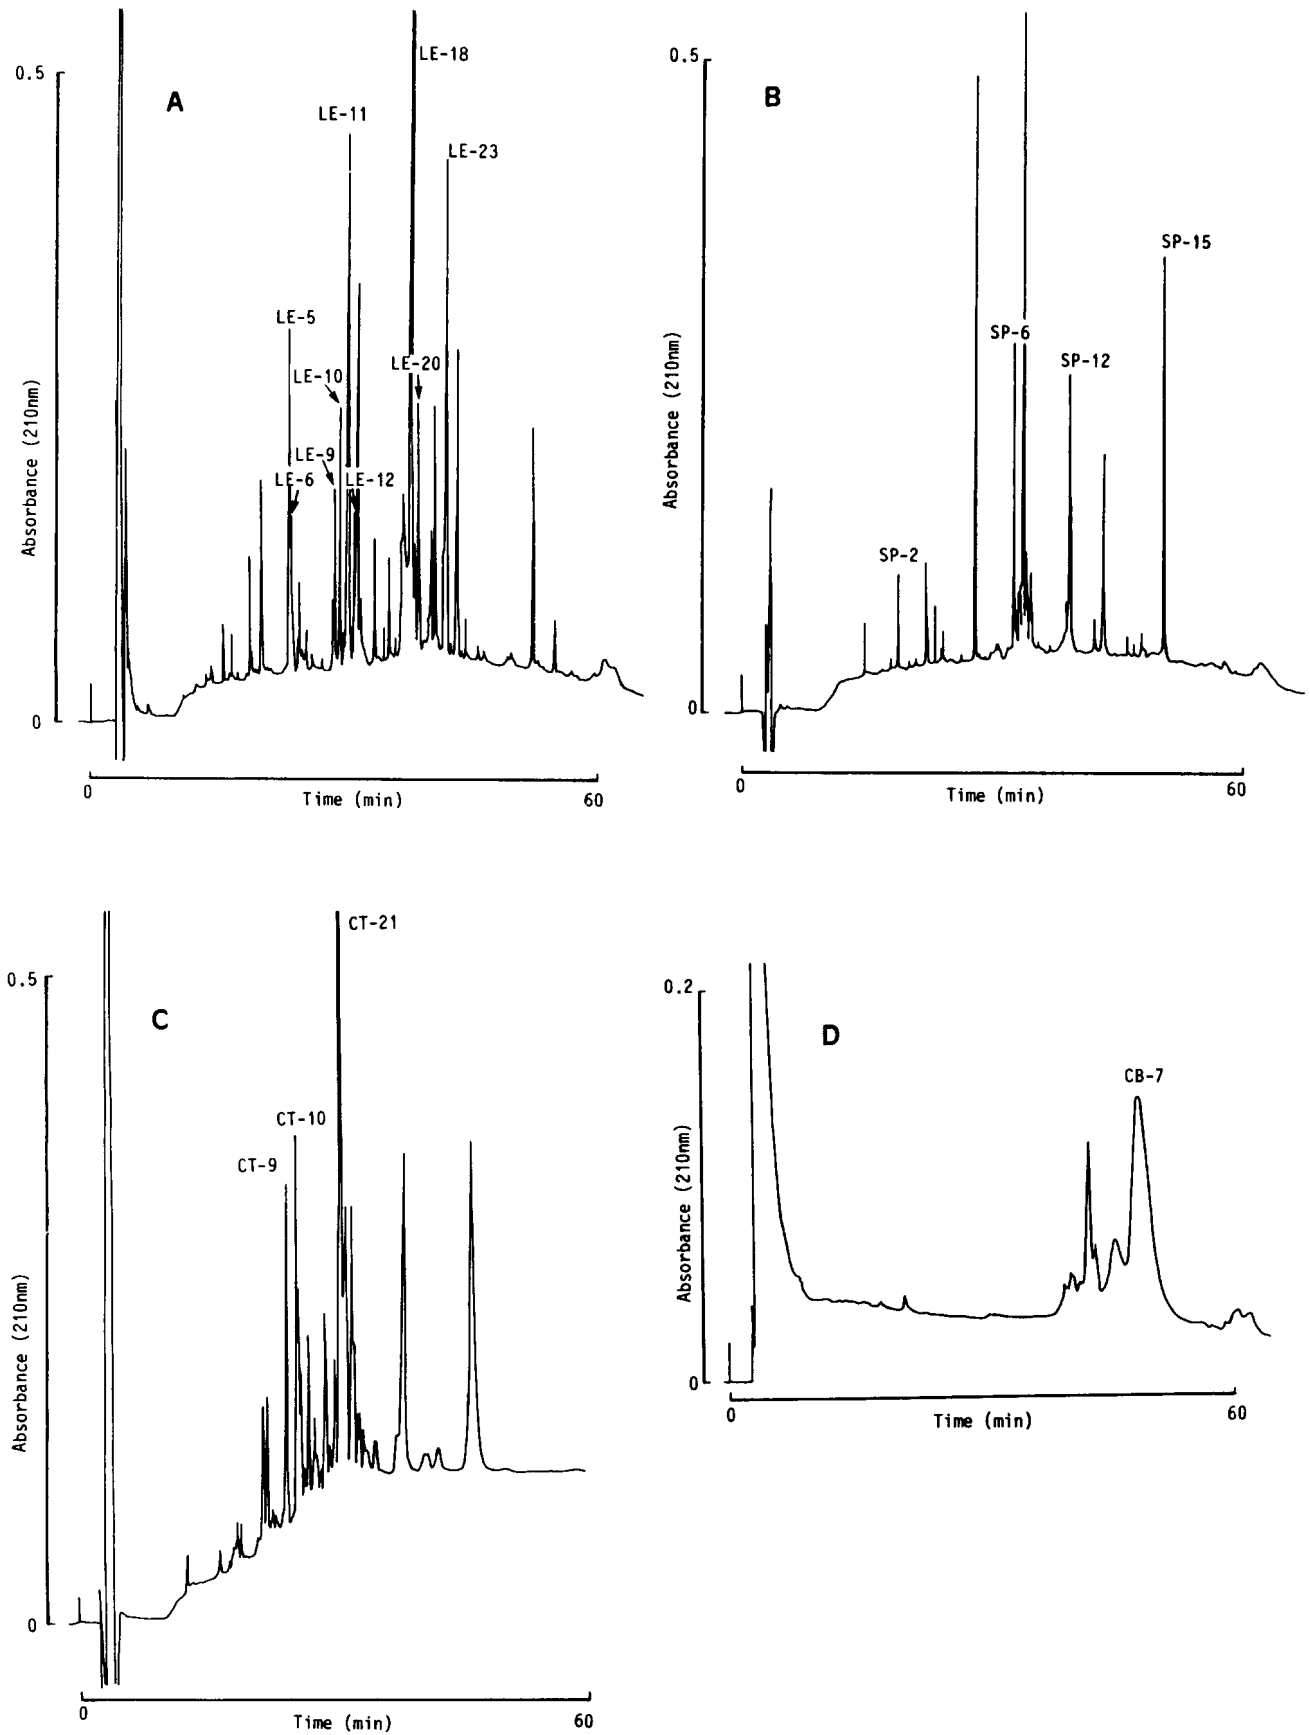 0.5
A
LE-18
LE-11
LE-23
LE-5
LE-20
LE-10
LE-9
LE-6
LE-12
Absorbance (210nm)
0
0
Time (min)
60
0.5
B
SP-15
SP-6
SP-12
SP-2
Absorbance (210nm)
0
0
Time (min)
60
0.5
C
CT-21
CT-10
CT-9
Absorbance (210nm)
0
0
Time (min)
60
0.2
D
CB-7
Absorbance (210nm)
0
0
Time (min)
60